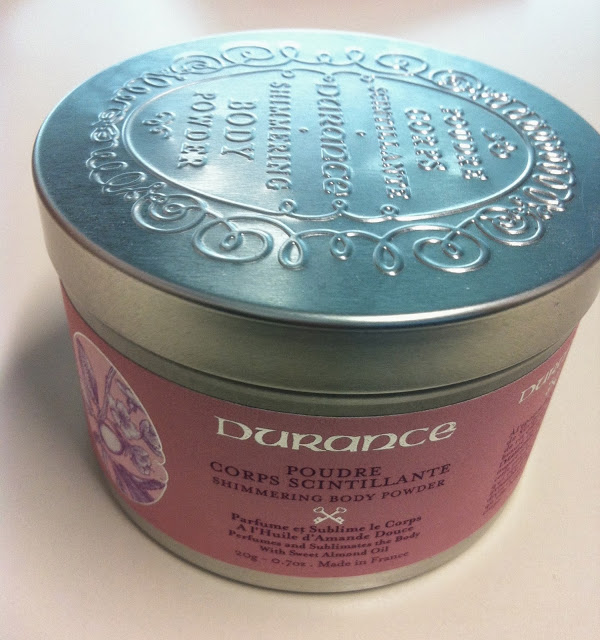 POUDRE
CORPS
SCINTILLANTE
DURANCE
SHIMMERING
BODY
POWDER
DURANCE
POUDRE
CORPS SCINTILLANTE
SHIMMERING BODY POWDER
Parfume et Sublime le Corps
A l'Huile d'Amande Douce
Perfumes and Sublimates the Body
With Sweet Almond Oil
20g - 0.7oz . Made in France